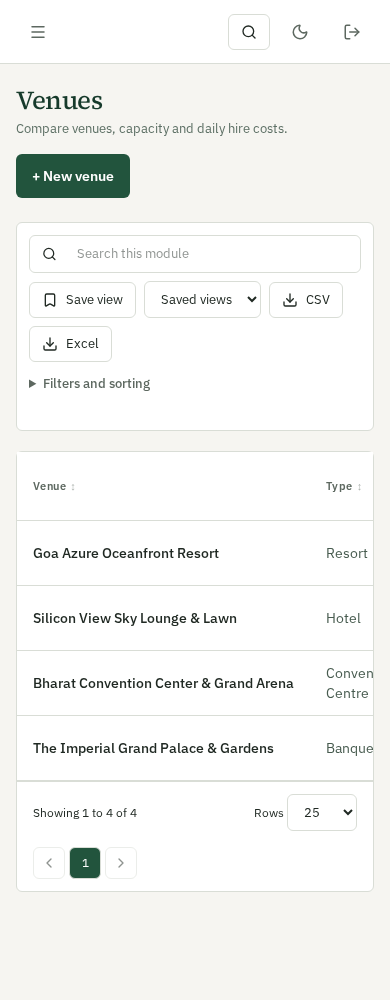 Venues
Compare venues, capacity and daily hire costs.
+ New venue
Search this module
Save view
Saved views
CSV
Excel
Filters and sorting
Venue ↕ Type ↕
Goa Azure Oceanfront Resort Resort
Silicon View Sky Lounge & Lawn Hotel
Bharat Convention Center & Grand Arena Conven
Centre
The Imperial Grand Palace & Gardens Banque
Showing 1 to 4 of 4 Rows 25
1